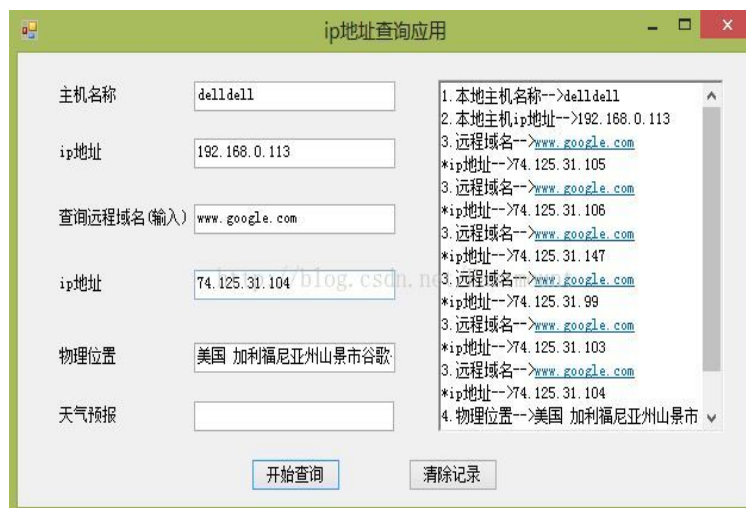 ip地址查询应用
主机名称
delldell
ip地址
192.168.0.113
查询远程域名(输入)
www.google.com
ip地址
74.125.31.104
物理位置
美国 加利福尼亚州山景市谷歌
天气预报
开始查询
清除记录
1.本地主机名称-->delldell
2.本地主机ip地址-->192.168.0.113
3.远程域名-->www.google.com
*ip地址-->74.125.31.105
3.远程域名-->www.google.com
*ip地址-->74.125.31.106
3.远程域名-->www.google.com
*ip地址-->74.125.31.147
3.远程域名-->www.google.com
*ip地址-->74.125.31.99
3.远程域名-->www.google.com
*ip地址-->74.125.31.103
3.远程域名-->www.google.com
*ip地址-->74.125.31.104
4.物理位置-->美国 加利福尼亚州山景市